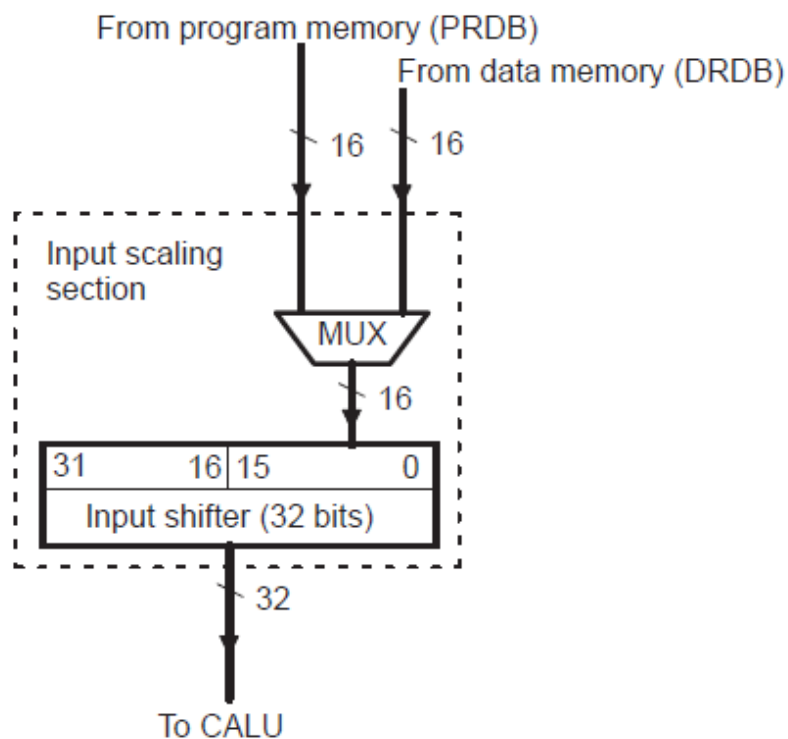 From program memory (PRDB)
From data memory (DRDB)
16
16
Input scaling
section
MUX
16
31 16 15 0
Input shifter (32 bits)
32
To CALU